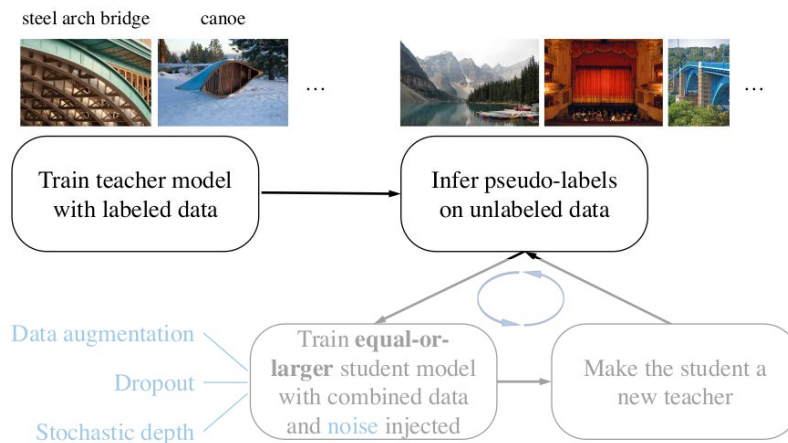 steel arch bridge
canoe
...
...
Train teacher model
with labeled data
Infer pseudo-labels
on unlabeled data
Data augmentation
Dropout
Stochastic depth
Train equal-or-
larger student model
with combined data
and noise injected
Make the student a
new teacher